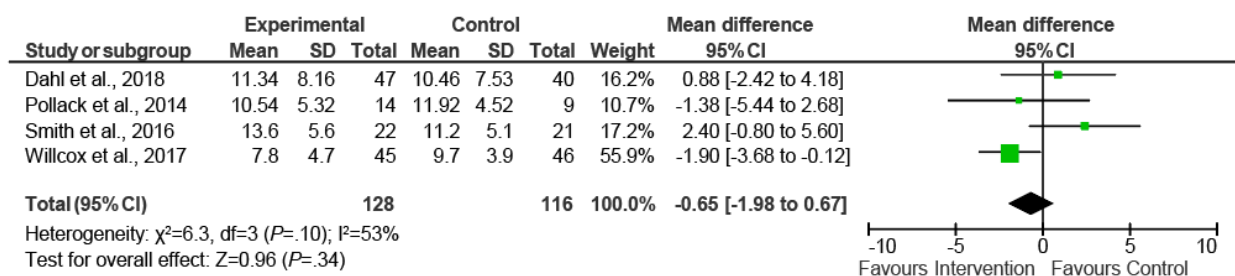 Experimental Control Mean difference Mean difference
Study or subgroup Mean SD Total Mean SD Total Weight 95% CI 95% CI
Dahl et al., 2018 11.34 8.16 47 10.46 7.53 40 16.2% 0.88 [-2.42 to 4.18]
Pollack et al., 2014 10.54 5.32 14 11.92 4.52 9 10.7% -1.38 [-5.44 to 2.68]
Smith et al., 2016 13.6 5.6 22 11.2 5.1 21 17.2% 2.40 [-0.80 to 5.60]
Willcox et al., 2017 7.8 4.7 45 9.7 3.9 46 55.9% -1.90 [-3.68 to -0.12]
Total (95% CI) 128 116 100.0% -0.65 [-1.98 to 0.67]
Heterogeneity: χ²=6.3, df=3 (P=.10); I²=53%
Test for overall effect: Z=0.96 (P=.34)
-10 -5 0 5 10
Favours Intervention Favours Control